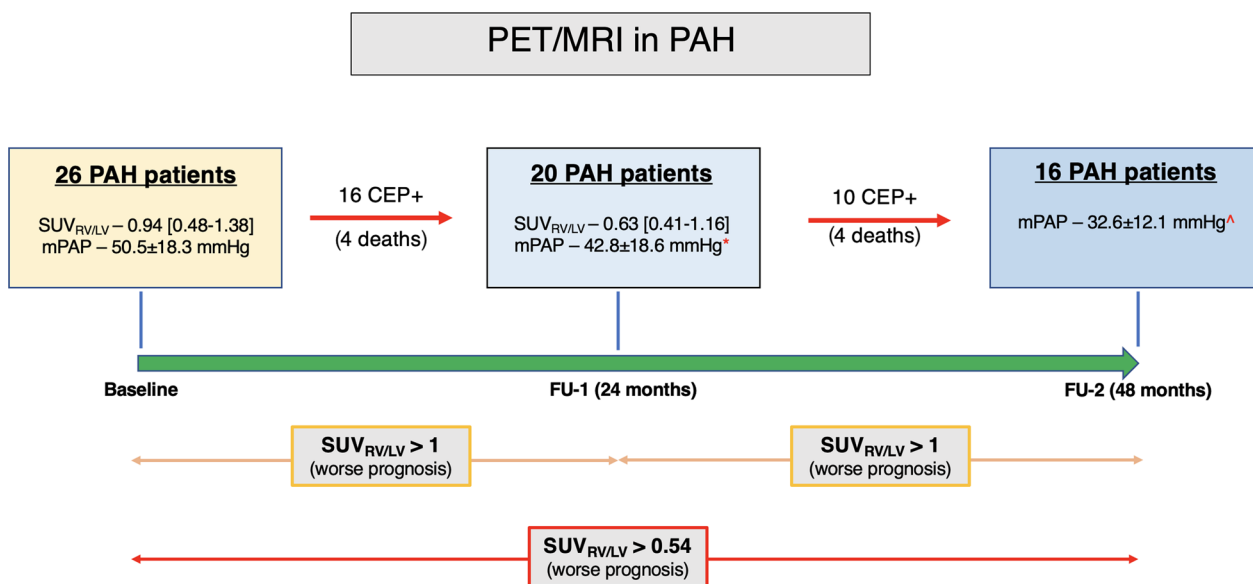 PET/MRI in PAH
26 PAH patients
SUVRV/LV – 0.94 [0.48-1.38]
mPAP – 50.5±18.3 mmHg
16 CEP+
(4 deaths)
20 PAH patients
SUVRV/LV – 0.63 [0.41-1.16]
mPAP – 42.8±18.6 mmHg*
10 CEP+
(4 deaths)
16 PAH patients
mPAP – 32.6±12.1 mmHg^
Baseline
FU-1 (24 months)
FU-2 (48 months)
SUVRV/LV > 1
(worse prognosis)
SUVRV/LV > 1
(worse prognosis)
SUVRV/LV > 0.54
(worse prognosis)